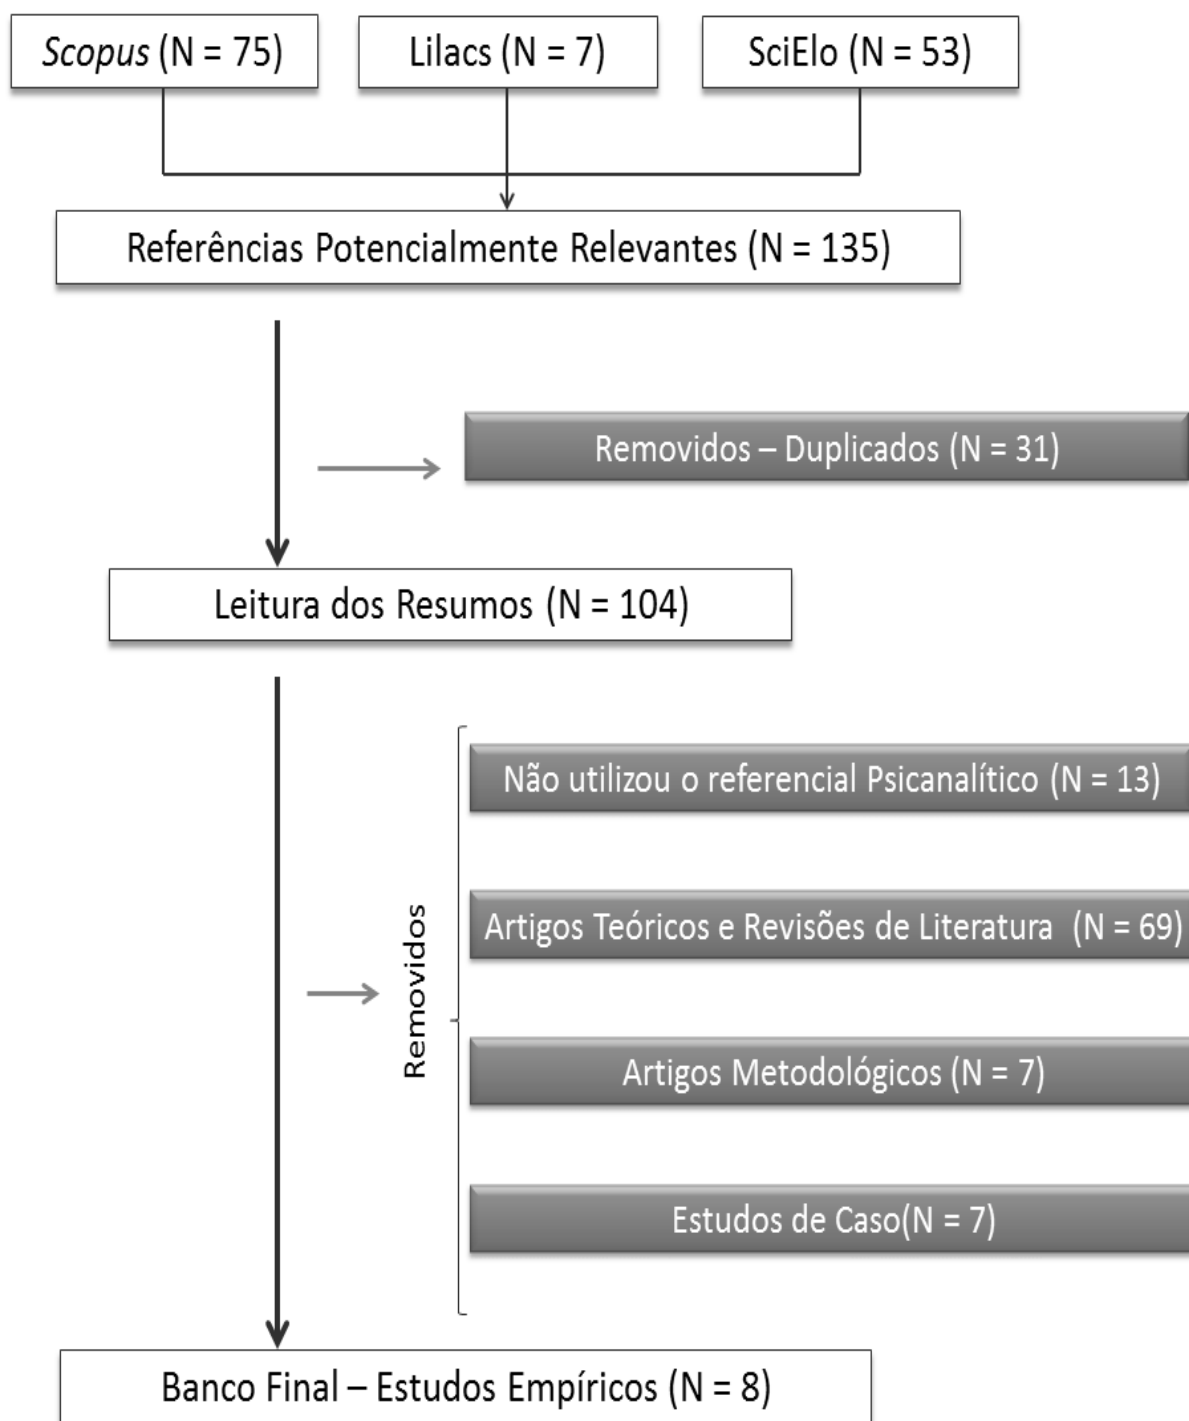 Scopus (N = 75)
Lilacs (N = 7)
SciElo (N = 53)
Referências Potencialmente Relevantes (N = 135)
Removidos – Duplicados (N = 31)
Leitura dos Resumos (N = 104)
Removidos
Não utilizou o referencial Psicanalítico (N = 13)
Artigos Teóricos e Revisões de Literatura (N = 69)
Artigos Metodológicos (N = 7)
Estudos de Caso(N = 7)
Banco Final – Estudos Empíricos (N = 8)